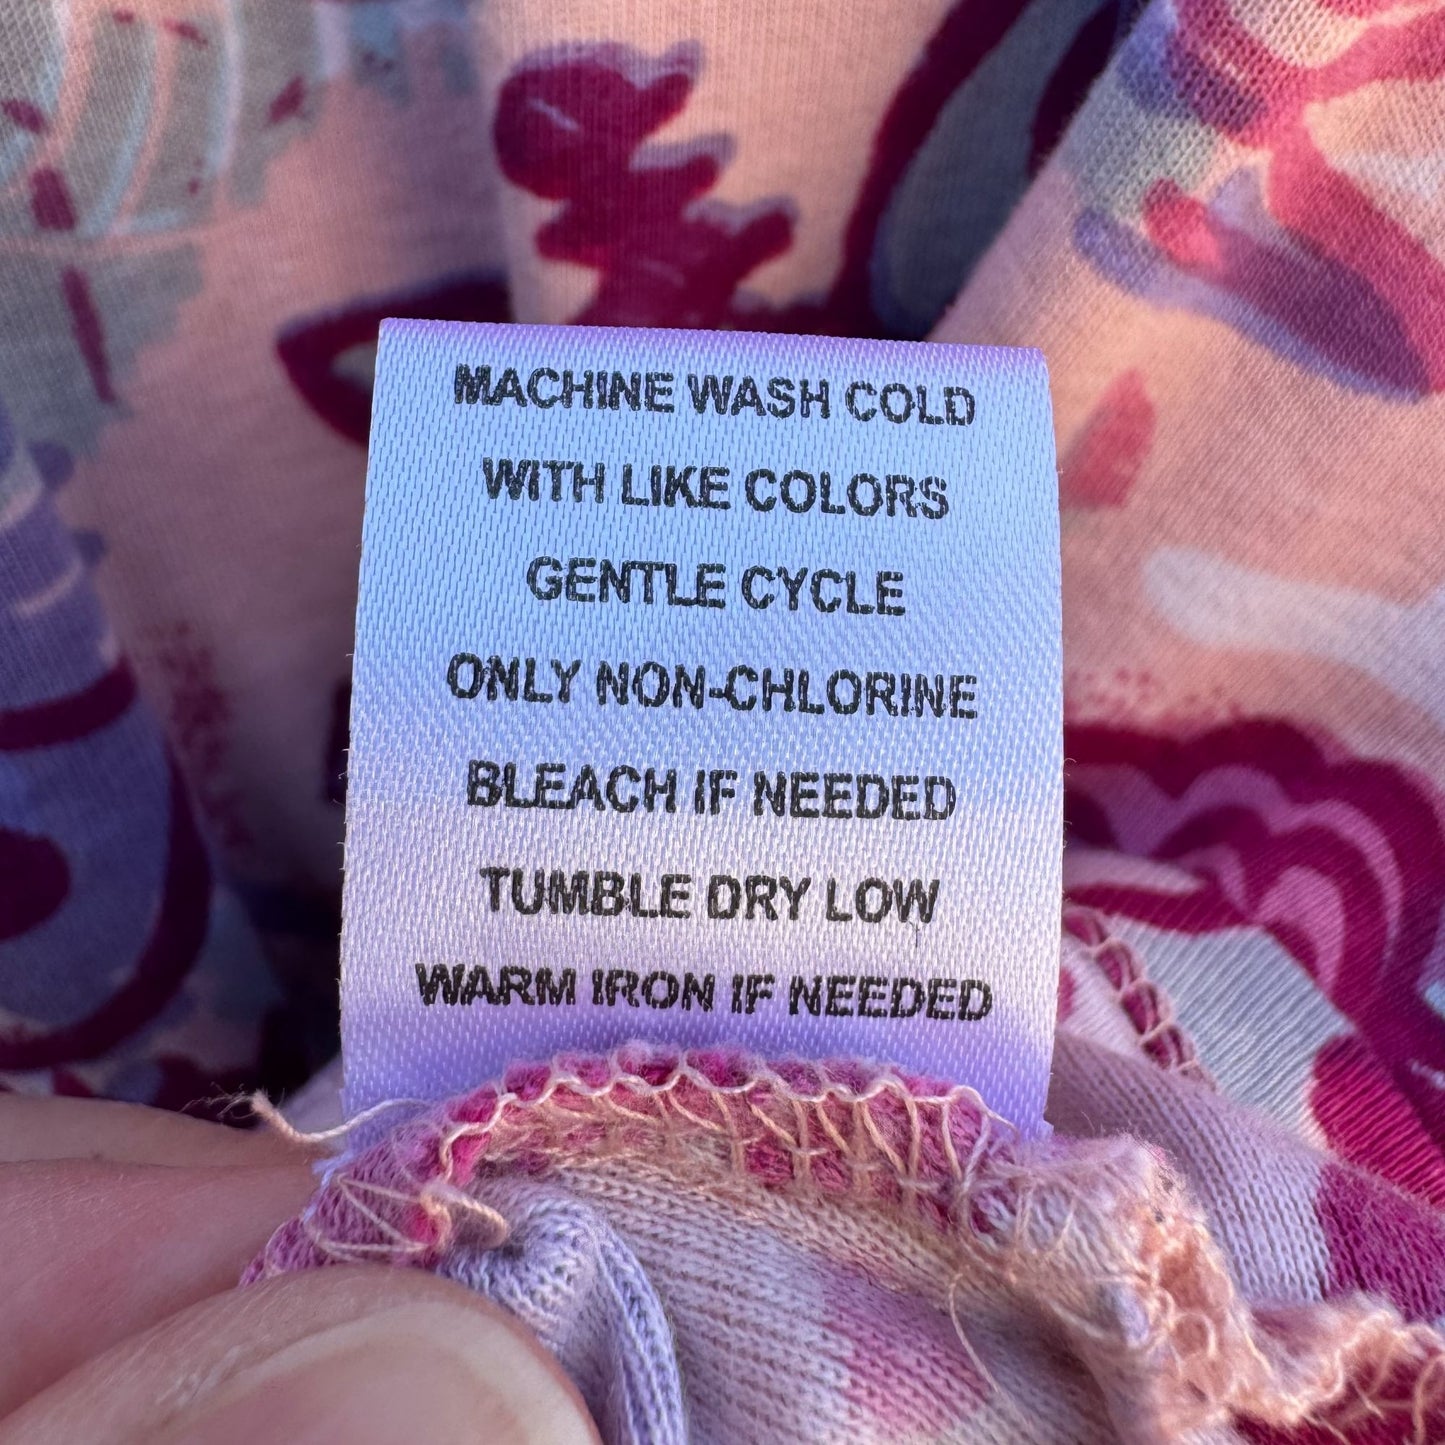 MACHINE WASH COLD
WITH LIKE COLORS
GENTLE CYCLE
ONLY NON-CHLORINE
BLEACH IF NEEDED
TUMBLE DRY LOW
WARM IRON IF NEEDED